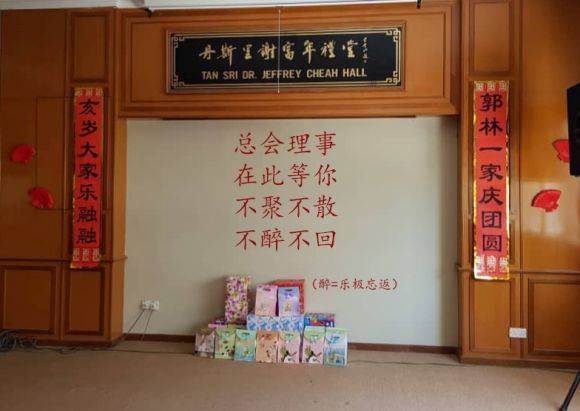 丹斯里谢富年礼堂
TAN SRI DR. JEFFREY CHEAH HALL
郭林一家庆团圆
亥岁大家乐融融
总会理事
在此等你
不聚不散
不醉不回
（醉=乐极忘返）